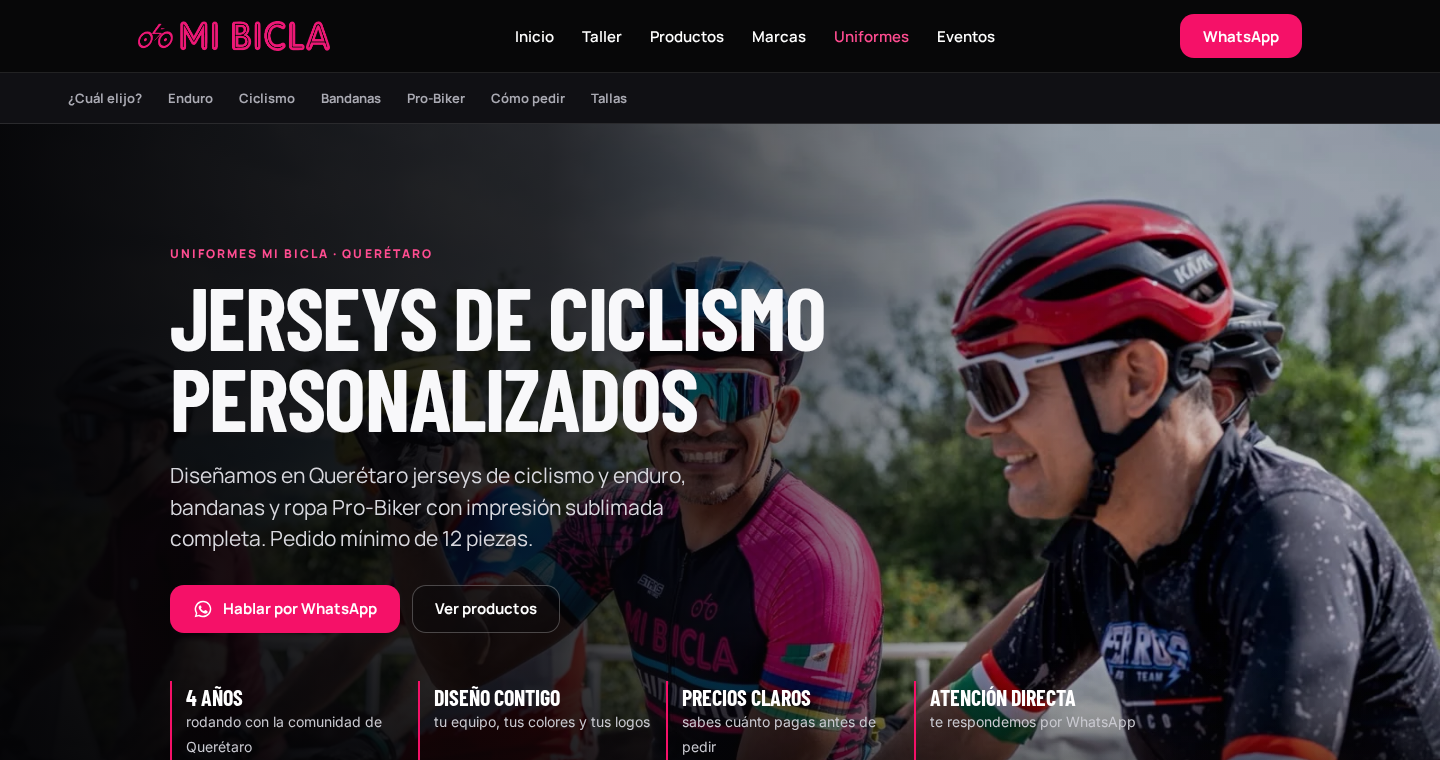 MI BICLA
Inicio
Taller
Productos
Marcas
Uniformes
Eventos
WhatsApp
¿Cuál elijo?
Enduro
Ciclismo
Bandanas
Pro-Biker
Cómo pedir
Tallas
UNIFORMES MI BICLA · QUERÉTARO
JERSEYS DE CICLISMO
PERSONALIZADOS
Diseñamos en Querétaro jerseys de ciclismo y enduro,
bandanas y ropa Pro-Biker con impresión sublimada
completa. Pedido mínimo de 12 piezas.
Hablar por WhatsApp
Ver productos
KASK
MI BICLA
TEAM
4 AÑOS
rodando con la comunidad de
Querétaro
DISEÑO CONTIGO
tu equipo, tus colores y tus logos
PRECIOS CLAROS
sabes cuánto pagas antes de
pedir
ATENCIÓN DIRECTA
te respondemos por WhatsApp